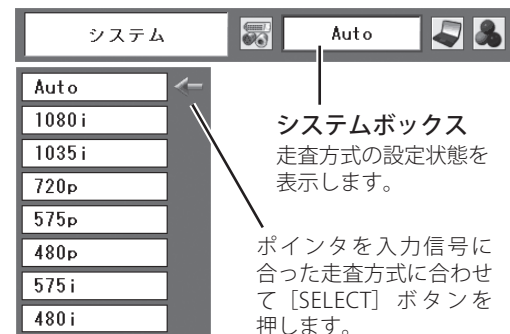 システム
Auto
Auto
1080i
1035i
720p
575p
480p
575i
480i
システムボックス
走査方式の設定状態を
表示します。
ポインタを入力信号に
合った走査方式に合わせ
て［SELECT］ボタンを
押します。